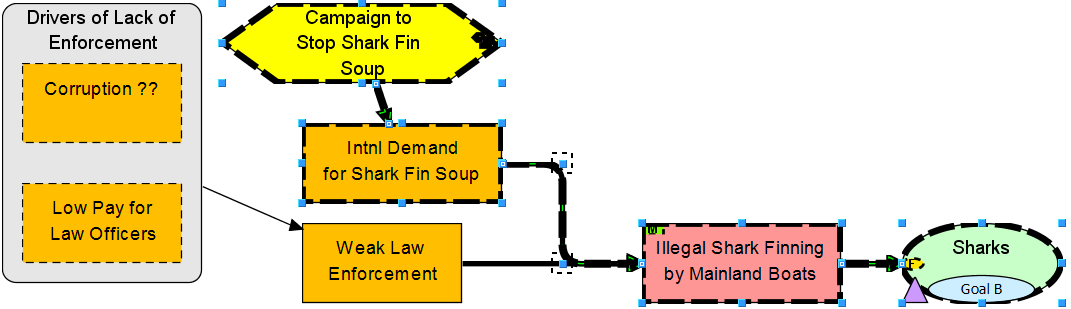 Drivers of Lack of
Enforcement
Corruption ??
Low Pay for
Law Officers
Campaign to
Stop Shark Fin
Soup
Intnl Demand
for Shark Fin Soup
Weak Law
Enforcement
M
Illegal Shark Finning
by Mainland Boats
Sharks
F
Goal B